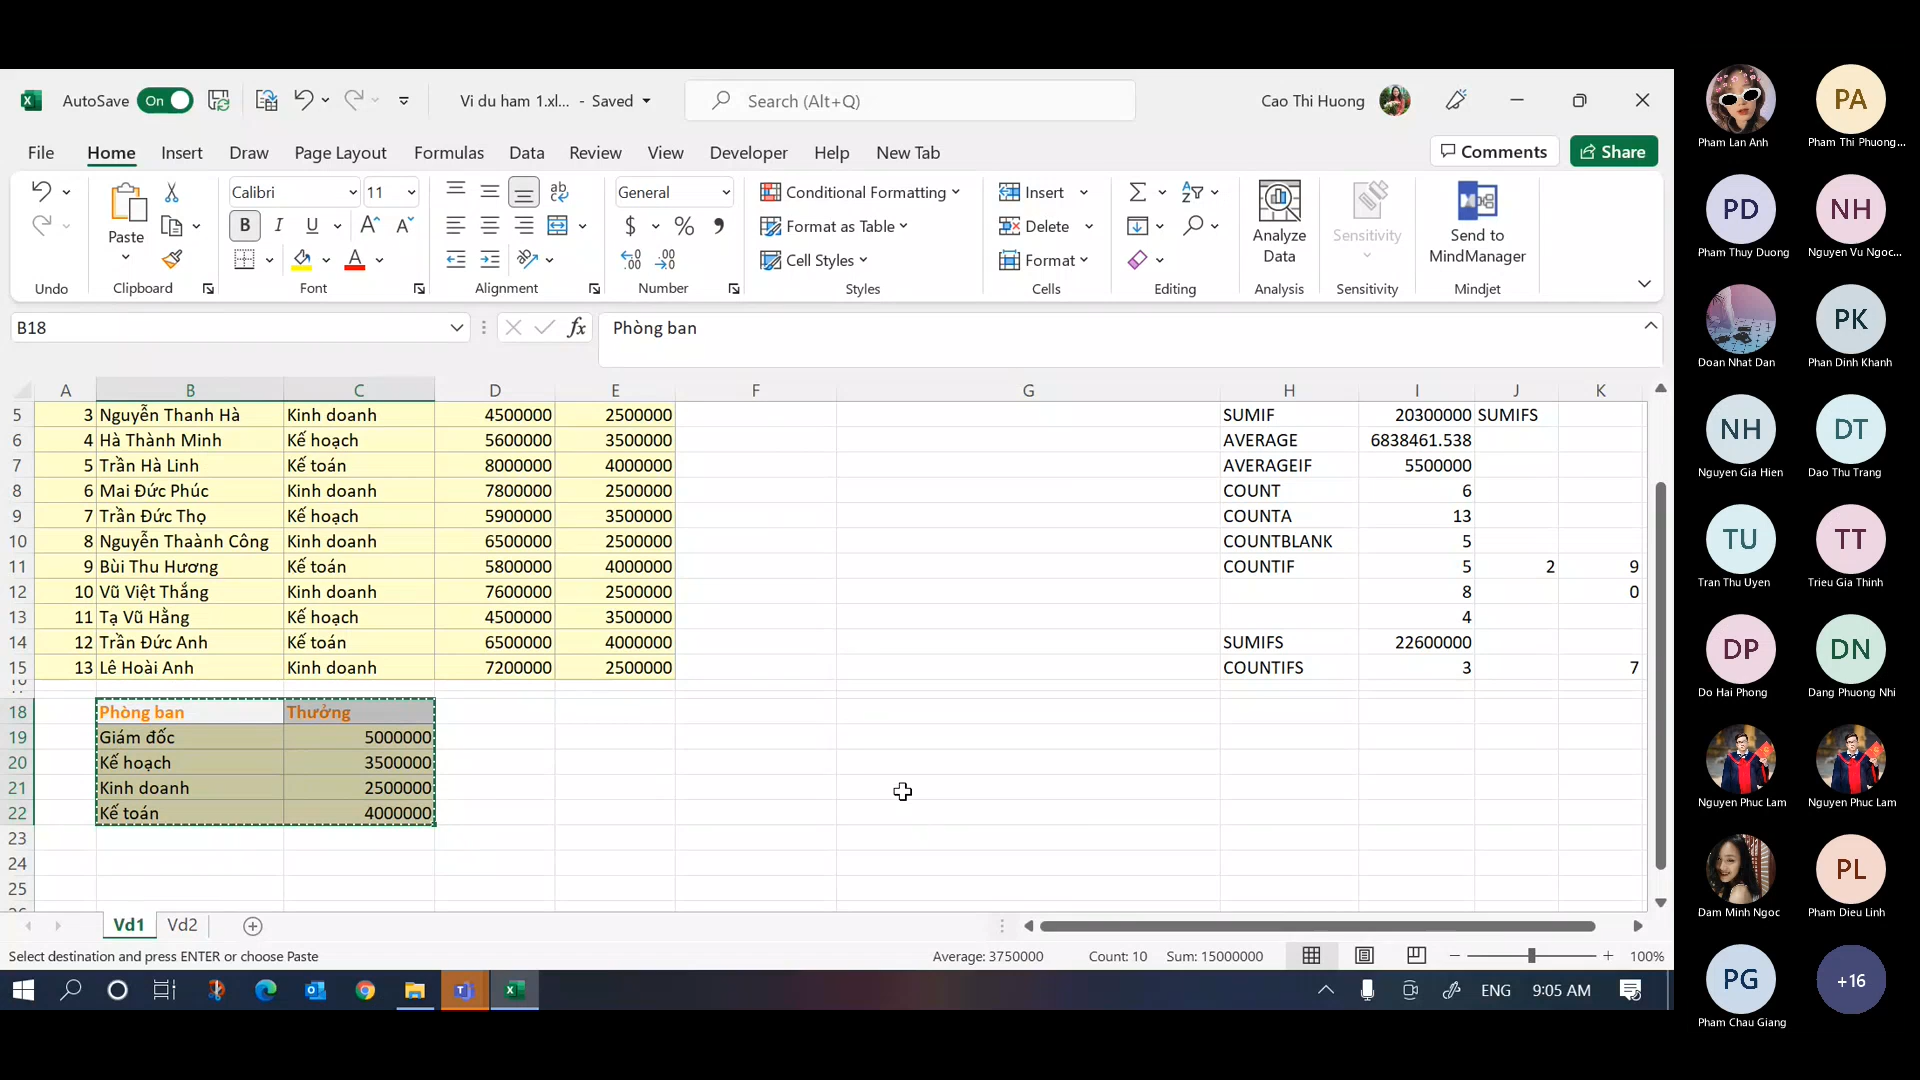 AutoSave On Vi du ham 1.xl... - Saved Search (Alt+Q) Cao Thi Huong
File Home Insert Draw Page Layout Formulas Data Review View Developer Help New Tab Comments Share
Calibri 11 General Conditional Formatting Insert
Paste B I U $ % Format as Table Delete Analyze Data Sensitivity Send to MindManager
Cell Styles Format
Undo Clipboard Font Alignment Number Styles Cells Editing Analysis Sensitivity Mindjet
B18 fx Phòng ban
A B C D E F G H I J K
5 3 Nguyễn Thanh Hà Kinh doanh 4500000 2500000 SUMIF 20300000 SUMIFS
6 4 Hà Thành Minh Kế hoạch 5600000 3500000 AVERAGE 6838461.538
7 5 Trần Hà Linh Kế toán 8000000 4000000 AVERAGEIF 5500000
8 6 Mai Đức Phúc Kinh doanh 7800000 2500000 COUNT 6
9 7 Trần Đức Thọ Kế hoạch 5900000 3500000 COUNTA 13
10 8 Nguyễn Thaành Công Kinh doanh 6500000 2500000 COUNTBLANK 5
11 9 Bùi Thu Hương Kế toán 5800000 4000000 COUNTIF 5 2 9
12 10 Vũ Việt Thắng Kinh doanh 7600000 2500000 8 0
13 11 Tạ Vũ Hằng Kế hoạch 4500000 3500000 4
14 12 Trần Đức Anh Kế toán 6500000 4000000 SUMIFS 22600000
15 13 Lê Hoài Anh Kinh doanh 7200000 2500000 COUNTIFS 3 7
18 Phòng ban Thưởng
19 Giám đốc 5000000
20 Kế hoạch 3500000
21 Kinh doanh 2500000
22 Kế toán 4000000
23
24
25
Vd1 Vd2
Select destination and press ENTER or choose Paste Average: 3750000 Count: 10 Sum: 15000000 100%
ENG 9:05 AM
PA
Pham Lan Anh Pham Thi Phuong...
PD NH
Pham Thuy Duong Nguyen Vu Ngoc...
PK
Doan Nhat Dan Phan Dinh Khanh
NH DT
Nguyen Gia Hien Dao Thu Trang
TU TT
Tran Thu Uyen Trieu Gia Thinh
DP DN
Do Hai Phong Dang Phuong Nhi
Nguyen Phuc Lam Nguyen Phuc Lam
PL
Dam Minh Ngoc Pham Dieu Linh
PG +16
Pham Chau Giang